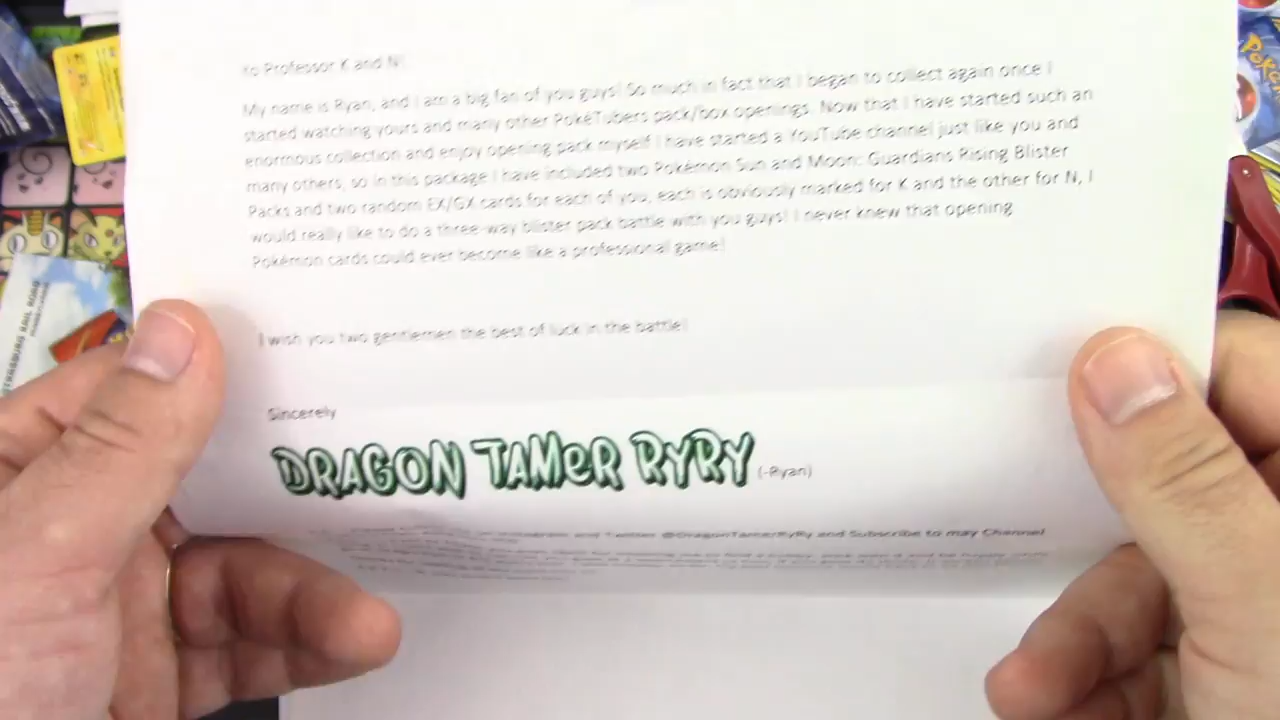 To Professor K and N!
My name is Ryan, and I am a big fan of you guys! So much in fact that I began to collect again once I
started watching yours and many other PokéTubers pack/box openings. Now that I have started such an
enormous collection and enjoy opening pack myself I have started a YouTube channel just like you and
many others, so in this package I have included two Pokémon Sun and Moon: Guardians Rising Blister
Packs and two random EX/GX cards for each of you, each is obviously marked for K and the other for N, I
would really like to do a three-way blister pack battle with you guys! I never knew that opening
Pokémon cards could ever become like a professional game!
I wish you two gentlemen the best of luck in the battle!
Sincerely
DRAGON TAMER RYRY (-Ryan)
and Twitter @DragonTamerRyRy and Subscribe to may Channel